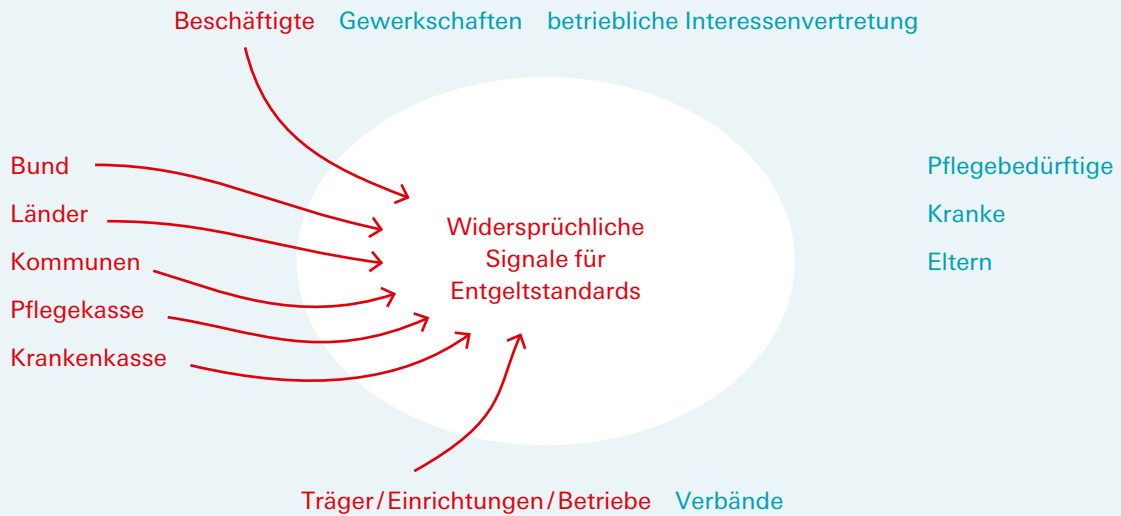 Beschäftigte Gewerkschaften betriebliche Interessenvertretung
Bund
Länder
Kommunen
Pflegekasse
Krankenkasse
Widersprüchliche
Signale für
Entgeltstandards
Pflegebedürftige
Kranke
Eltern
Träger/Einrichtungen/Betriebe Verbände